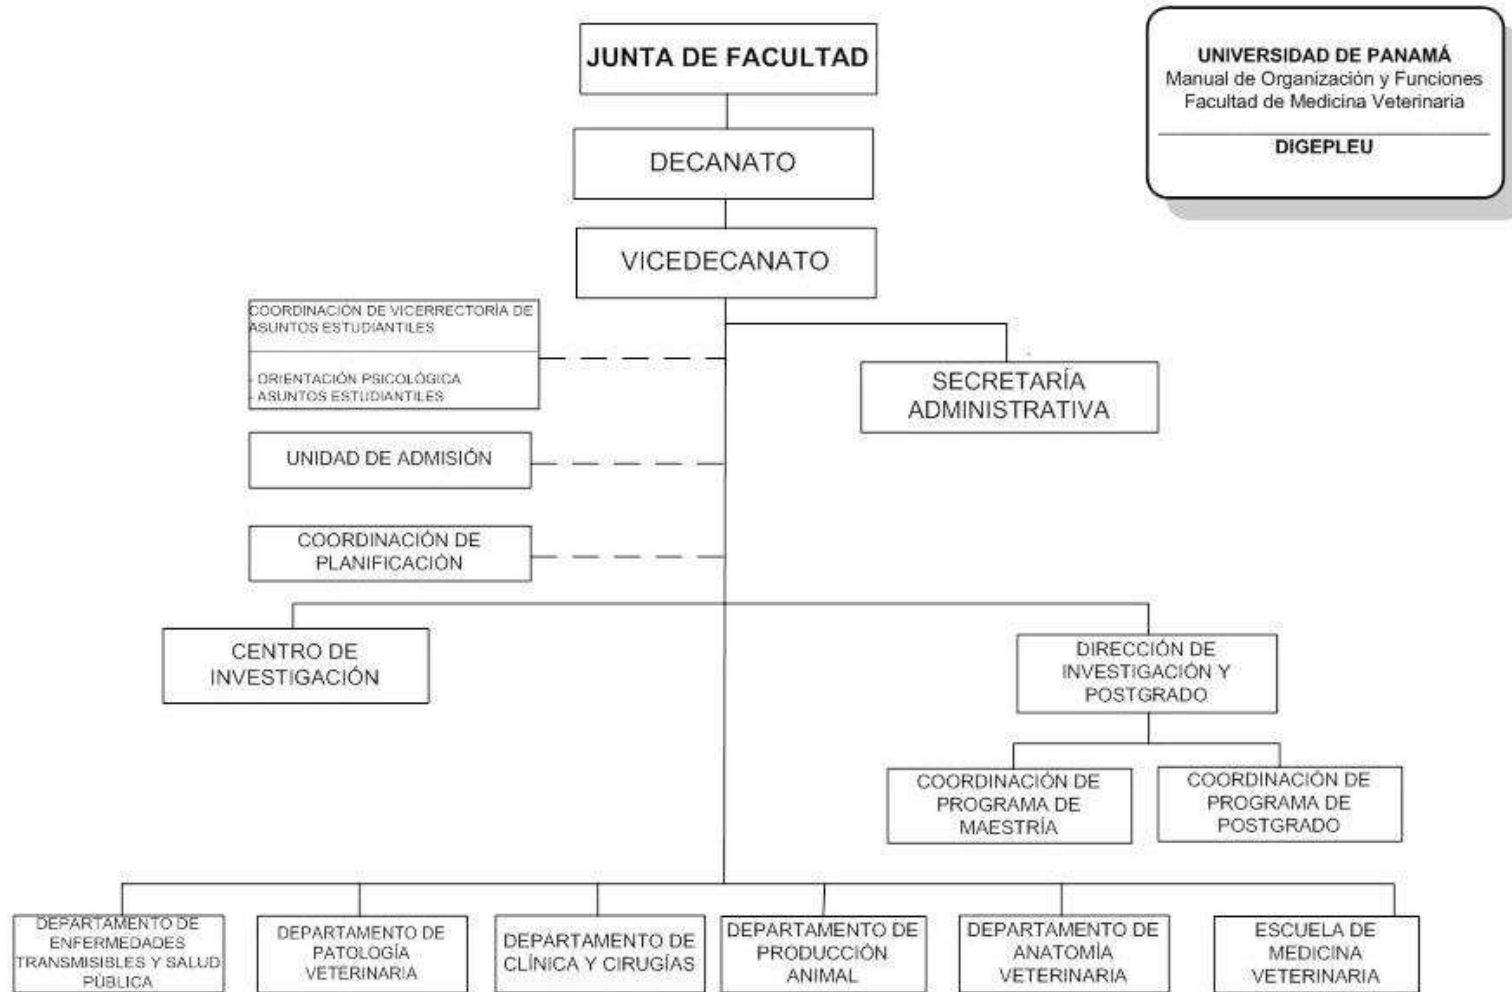 JUNTA DE FACULTAD
UNIVERSIDAD DE PANAMÁ
Manual de Organización y Funciones
Facultad de Medicina Veterinaria
DIGEPLEU
DECANATO
VICEDECANATO
COORDINACIÓN DE VICERRECTORÍA DE
ASUNTOS ESTUDIANTILES
- ORIENTACIÓN PSICOLÓGICA
- ASUNTOS ESTUDIANTILES
SECRETARÍA
ADMINISTRATIVA
UNIDAD DE ADMISIÓN
COORDINACIÓN DE
PLANIFICACIÓN
CENTRO DE
INVESTIGACIÓN
DIRECCIÓN DE
INVESTIGACIÓN Y
POSTGRADO
COORDINACIÓN DE
PROGRAMA DE
MAESTRÍA
COORDINACIÓN DE
PROGRAMA DE
POSTGRADO
DEPARTAMENTO DE
ENFERMEDADES
TRANSMISIBLES Y SALUD
PÚBLICA
DEPARTAMENTO DE
PATOLOGÍA
VETERINARIA
DEPARTAMENTO DE
CLÍNICA Y CIRUGÍAS
DEPARTAMENTO DE
PRODUCCIÓN
ANIMAL
DEPARTAMENTO DE
ANATOMÍA
VETERINARIA
ESCUELA DE
MEDICINA
VETERINARIA